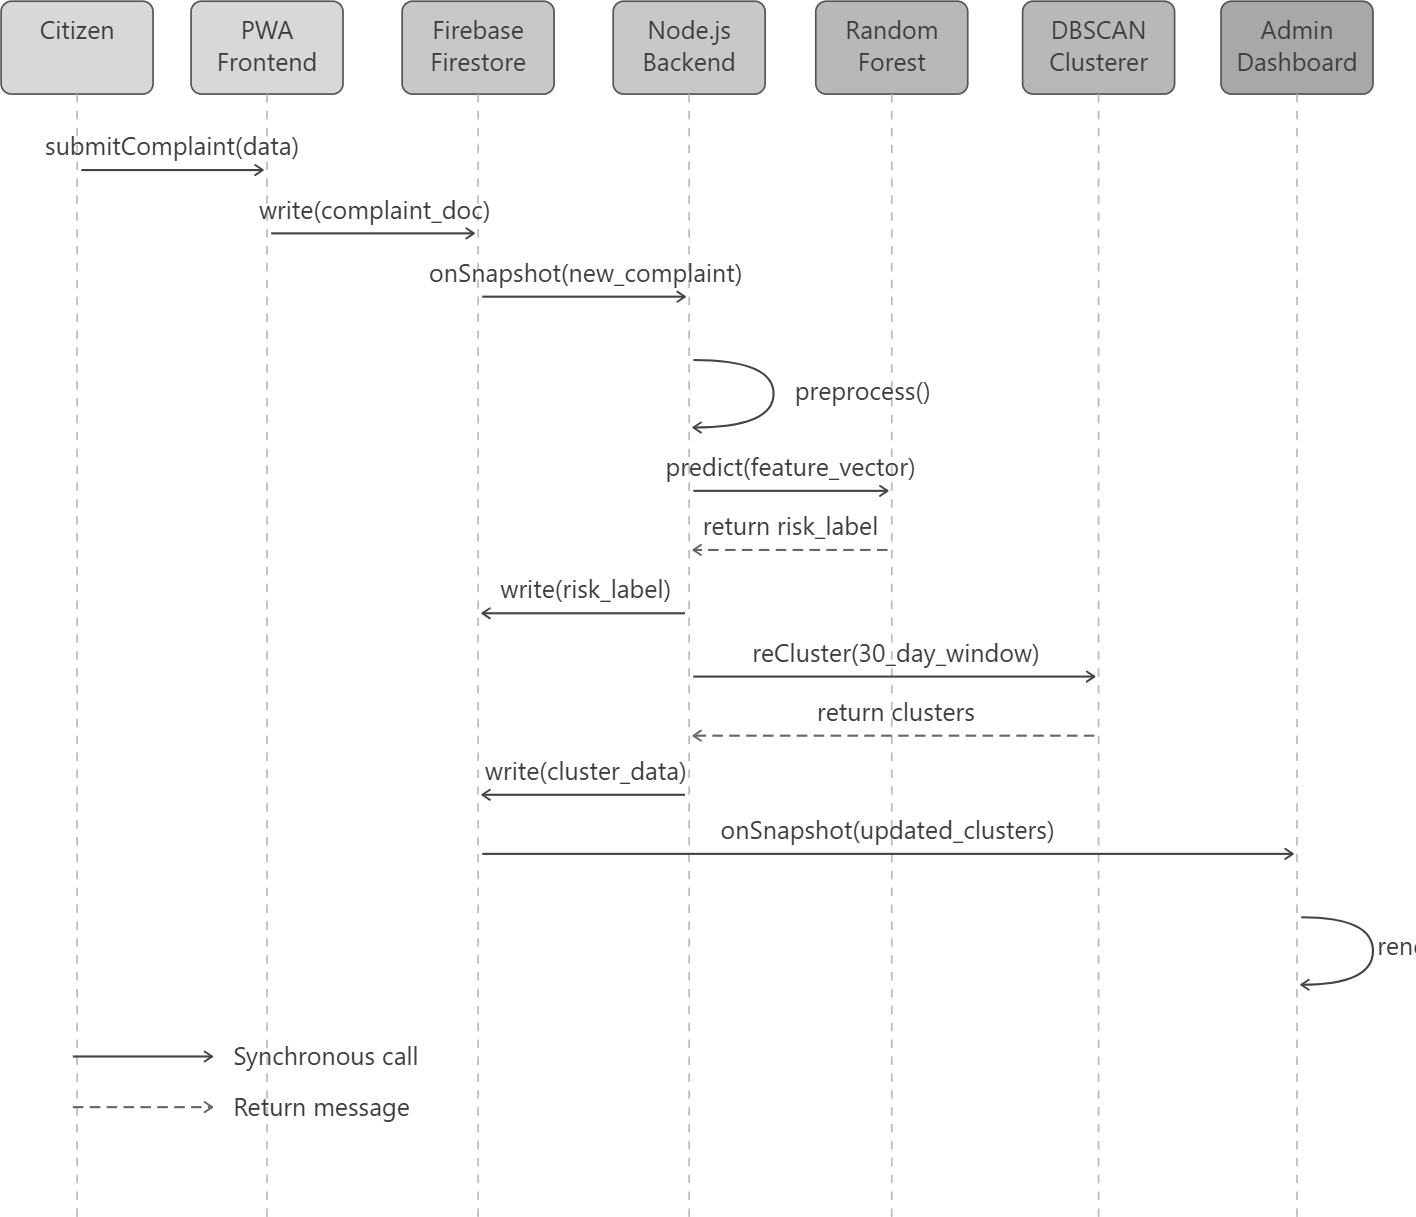 Citizen
PWA
Frontend
Firebase
Firestore
Node.js
Backend
Random
Forest
DBSCAN
Clusterer
Admin
Dashboard
submitComplaint(data)
write(complaint_doc)
onSnapshot(new_complaint)
preprocess()
predict(feature_vector)
return risk_label
write(risk_label)
reCluster(30_day_window)
return clusters
write(cluster_data)
onSnapshot(updated_clusters)
Synchronous call
Return message